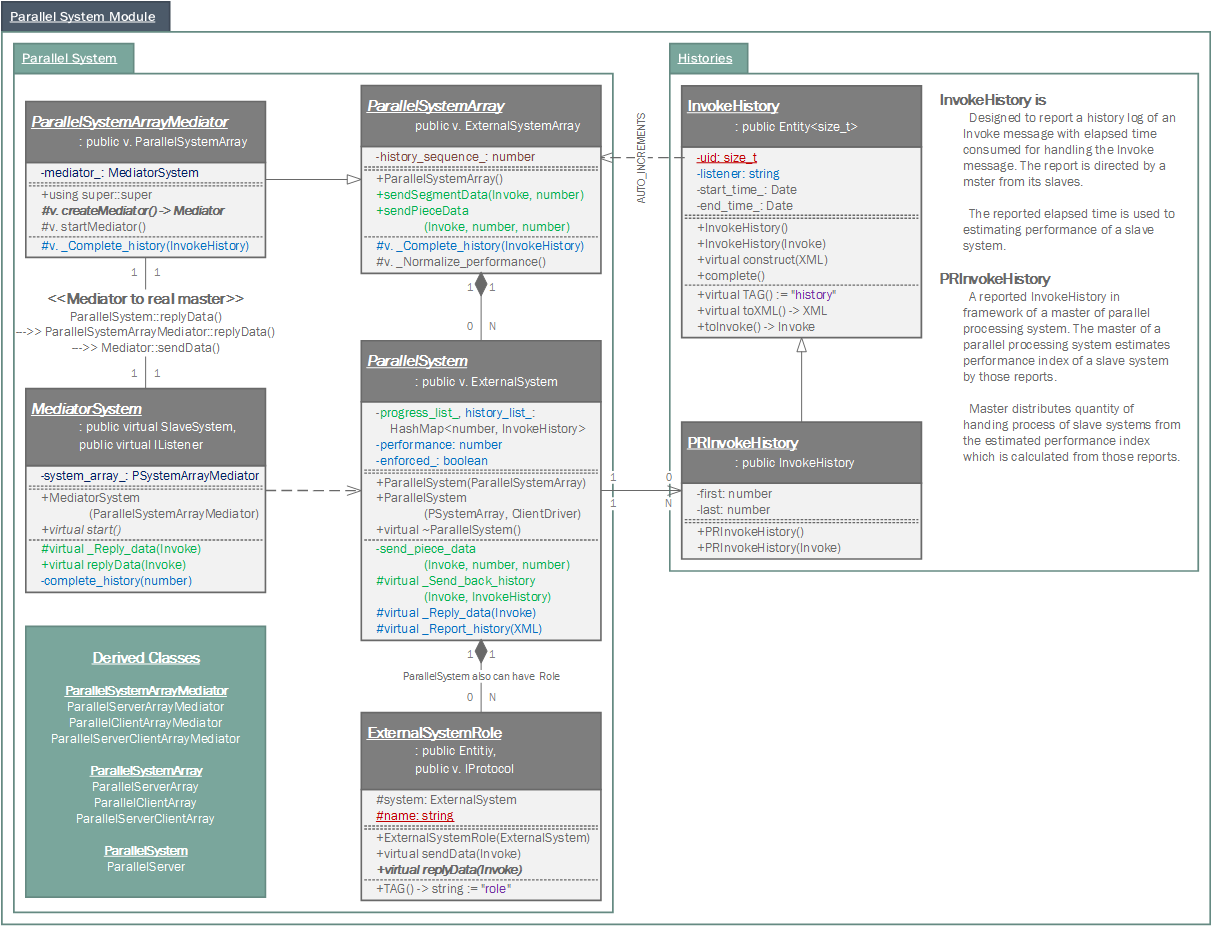 Parallel System Module
Parallel System
ParallelSystemArrayMediator
: public v. ParallelSystemArray
-mediator_: MediatorSystem
+using super::super
#v. createMediator() -> Mediator
#v. startMediator()
#v. _Complete_history(InvokeHistory)
1 1
<<Mediator to real master>>
ParallelSystem::replyData()
--->> ParallelSystemArrayMediator::replyData()
--->> Mediator::sendData()
1 1
MediatorSystem
: public virtual SlaveSystem,
public virtual IListener
-system_array_: PSystemArrayMediator
+MediatorSystem
(ParallelSystemArrayMediator)
+virtual start()
#virtual _Reply_data(Invoke)
+virtual replyData(Invoke)
-complete_history(number)
Derived Classes
ParallelSystemArrayMediator
ParallelServerArrayMediator
ParallelClientArrayMediator
ParallelServerClientArrayMediator
ParallelSystemArray
ParallelServerArray
ParallelClientArray
ParallelServerClientArray
ParallelSystem
ParallelServer
ParallelSystemArray
public v. ExternalSystemArray
-history_sequence_: number
+ParallelSystemArray()
+sendSegmentData(Invoke, number)
+sendPieceData
(Invoke, number, number)
#v. _Complete_history(InvokeHistory)
#v. _Normalize_performance()
1 1
0 N
ParallelSystem
: public v. ExternalSystem
-progress_list_, history_list_:
HashMap<number, InvokeHistory>
-performance: number
-enforced_: boolean
+ParallelSystem(ParallelSystemArray)
+ParallelSystem
(PSystemArray, ClientDriver)
+virtual ~ParallelSystem()
-send_piece_data
(Invoke, number, number)
#virtual _Send_back_history
(Invoke, InvokeHistory)
#virtual _Reply_data(Invoke)
#virtual _Report_history(XML)
1 1
ParallelSystem also can have Role
0 N
ExternalSystemRole
: public Entitiy,
public v. IProtocol
#system: ExternalSystem
#name: string
+ExternalSystemRole(ExternalSystem)
+virtual sendData(Invoke)
+virtual replyData(Invoke)
+TAG() -> string := "role"
AUTO_INCREMENTS
1 0
1 N
Histories
InvokeHistory
: public Entity<size_t>
-uid: size_t
-listener: string
-start_time_: Date
-end_time_: Date
+InvokeHistory()
+InvokeHistory(Invoke)
+virtual construct(XML)
+complete()
+virtual TAG() := "history"
+virtual toXML() -> XML
+toInvoke() -> Invoke
PRInvokeHistory
: public InvokeHistory
-first: number
-last: number
+PRInvokeHistory()
+PRInvokeHistory(Invoke)
InvokeHistory is
Designed to report a history log of an
Invoke message with elapsed time
consumed for handling the Invoke
message. The report is directed by a
mster from its slaves.
The reported elapsed time is used to
estimating performance of a slave
system.
PRInvokeHistory
A reported InvokeHistory in
framework of a master of parallel
processing system. The master of a
parallel processing system estimates
performance index of a slave system
by those reports.
Master distributes quantity of
handing process of slave systems from
the estimated performance index
which is calculated from those reports.